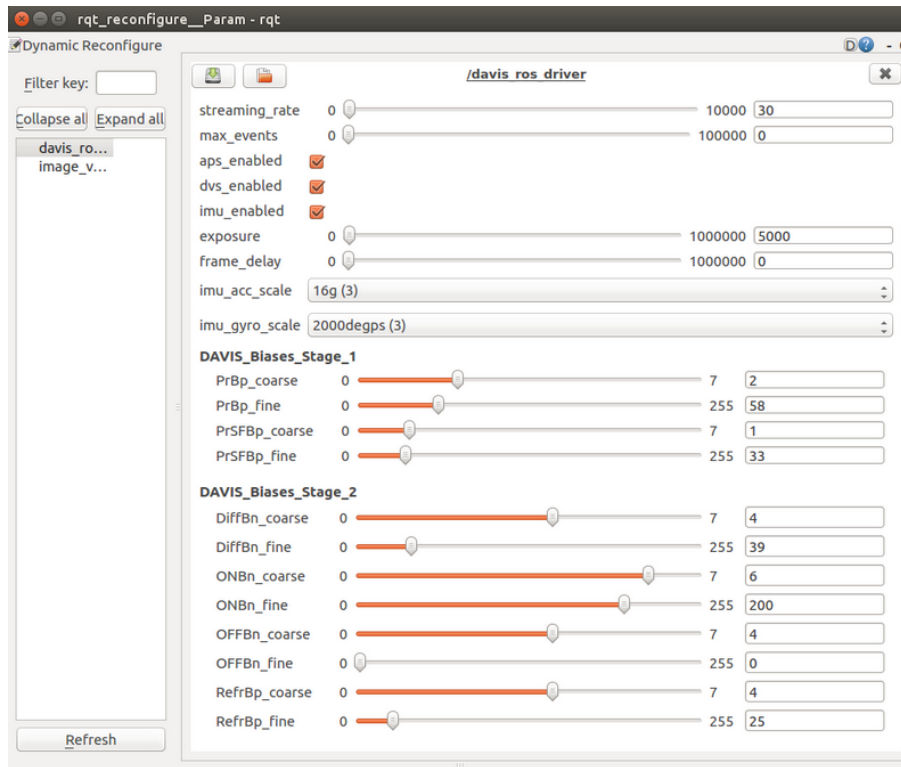 rqt_reconfigure__Param - rqt
Dynamic Reconfigure D ? -
Filter key:
Collapse all Expand all
davis_ro...
image_v...
Refresh
/davis_ros_driver
streaming_rate 0 10000 30
max_events 0 100000 0
aps_enabled
dvs_enabled
imu_enabled
exposure 0 1000000 5000
frame_delay 0 1000000 0
imu_acc_scale 16g (3)
imu_gyro_scale 2000degps (3)
DAVIS_Biases_Stage_1
PrBp_coarse 0 7 2
PrBp_fine 0 255 58
PrSFBp_coarse 0 7 1
PrSFBp_fine 0 255 33
DAVIS_Biases_Stage_2
DiffBn_coarse 0 7 4
DiffBn_fine 0 255 39
ONBn_coarse 0 7 6
ONBn_fine 0 255 200
OFFBn_coarse 0 7 4
OFFBn_fine 0 255 0
RefrBp_coarse 0 7 4
RefrBp_fine 0 255 25